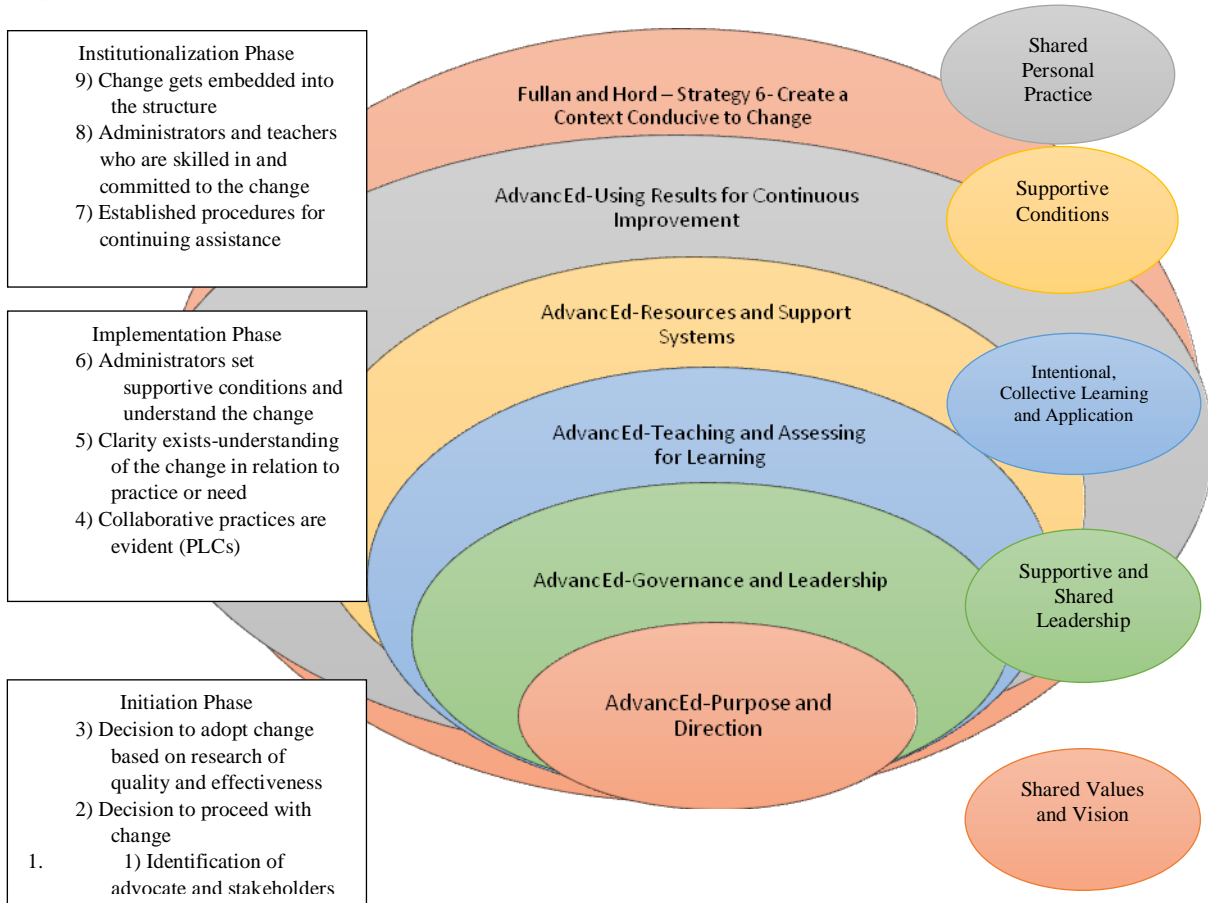 Institutionalization Phase
9) Change gets embedded into
the structure
8) Administrators and teachers
who are skilled in and
committed to the change
7) Established procedures for
continuing assistance
Implementation Phase
6) Administrators set
supportive conditions and
understand the change
5) Clarity exists-understanding
of the change in relation to
practice or need
4) Collaborative practices are
evident (PLCs)
Initiation Phase
3) Decision to adopt change
based on research of
quality and effectiveness
2) Decision to proceed with
change
1. 1) Identification of
advocate and stakeholders
Fullan and Hord – Strategy 6- Create a
Context Conducive to Change
AdvancEd-Using Results for Continuous
Improvement
AdvancEd-Resources and Support
Systems
AdvancEd-Teaching and Assessing
for Learning
AdvancEd-Governance and Leadership
AdvancEd-Purpose and
Direction
Shared
Personal
Practice
Supportive
Conditions
Intentional,
Collective Learning
and Application
Supportive and
Shared
Leadership
Shared Values
and Vision